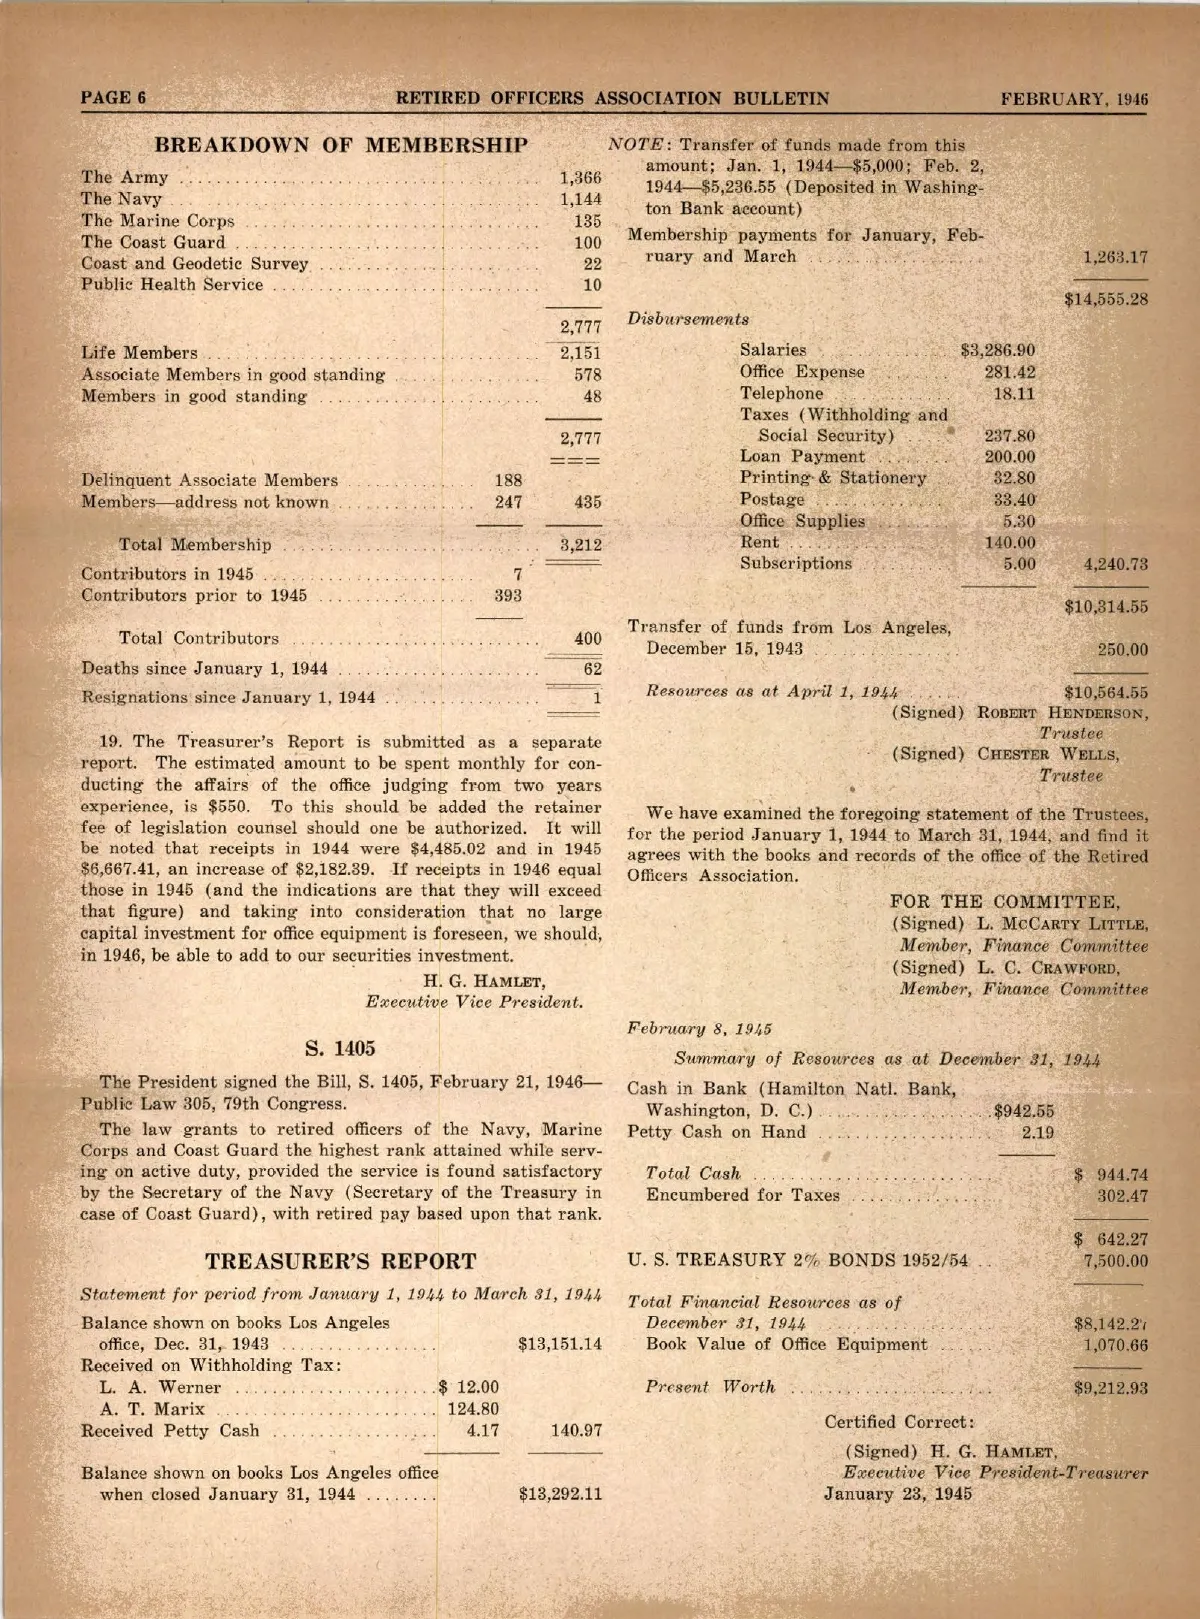 PAGE 6 RETIRED OFFICERS ASSOCIATION BULLETIN FEBRUARY, 1946
BREAKDOWN OF MEMBERSHIP
The Army 1,366
The Navy 1,144
The Marine Corps 135
The Coast Guard 100
Coast and Geodetic Survey 22
Public Health Service 10
2,777
Life Members 2,151
Associate Members in good standing 578
Members in good standing 48
2,777
Delinquent Associate Members 188
Members—address not known 247 435
Total Membership 3,212
Contributors in 1945 7
Contributors prior to 1945 393
Total Contributors 400
Deaths since January 1, 1944 62
Resignations since January 1, 1944 1
19. The Treasurer's Report is submitted as a separate
report. The estimated amount to be spent monthly for con-
ducting the affairs of the office judging from two years
experience, is $550. To this should be added the retainer
fee of legislation counsel should one be authorized. It will
be noted that receipts in 1944 were $4,485.02 and in 1945
$6,667.41, an increase of $2,182.39. If receipts in 1946 equal
those in 1945 (and the indications are that they will exceed
that figure) and taking into consideration that no large
capital investment for office equipment is foreseen, we should,
in 1946, be able to add to our securities investment.
H. G. HAMLET,
Executive Vice President.
S. 1405
The President signed the Bill, S. 1405, February 21, 1946—
Public Law 305, 79th Congress.
The law grants to retired officers of the Navy, Marine
Corps and Coast Guard the highest rank attained while serv-
ing on active duty, provided the service is found satisfactory
by the Secretary of the Navy (Secretary of the Treasury in
case of Coast Guard), with retired pay based upon that rank.
TREASURER'S REPORT
Statement for period from January 1, 1944 to March 31, 1944
Balance shown on books Los Angeles
office, Dec. 31, 1943 $13,151.14
Received on Withholding Tax:
L. A. Werner $ 12.00
A. T. Marix 124.80
Received Petty Cash 4.17 140.97
Balance shown on books Los Angeles office
when closed January 31, 1944 $13,292.11
NOTE: Transfer of funds made from this
amount; Jan. 1, 1944—$5,000; Feb. 2,
1944—$5,236.55 (Deposited in Washing-
ton Bank account)
Membership payments for January, Feb-
ruary and March 1,263.17
$14,555.28
Disbursements
Salaries $3,286.90
Office Expense 281.42
Telephone 18.11
Taxes (Withholding and
Social Security) 237.80
Loan Payment 200.00
Printing & Stationery 32.80
Postage 33.40
Office Supplies 5.30
Rent 140.00
Subscriptions 5.00 4,240.73
$10,314.55
Transfer of funds from Los Angeles,
December 15, 1943 250.00
Resources as at April 1, 1944 $10,564.55
(Signed) ROBERT HENDERSON,
Trustee
(Signed) CHESTER WELLS,
Trustee
We have examined the foregoing statement of the Trustees,
for the period January 1, 1944 to March 31, 1944, and find it
agrees with the books and records of the office of the Retired
Officers Association.
FOR THE COMMITTEE,
(Signed) L. MCCARTY LITTLE,
Member, Finance Committee
(Signed) L. C. CRAWFORD,
Member, Finance Committee
February 8, 1945
Summary of Resources as at December 31, 1944
Cash in Bank (Hamilton Natl. Bank,
Washington, D. C.) $942.55
Petty Cash on Hand 2.19
Total Cash $ 944.74
Encumbered for Taxes 302.47
$ 642.27
U. S. TREASURY 2% BONDS 1952/54 7,500.00
Total Financial Resources as of
December 31, 1944 $8,142.27
Book Value of Office Equipment 1,070.66
Present Worth $9,212.93
Certified Correct:
(Signed) H. G. HAMLET,
Executive Vice President-Treasurer
January 23, 1945